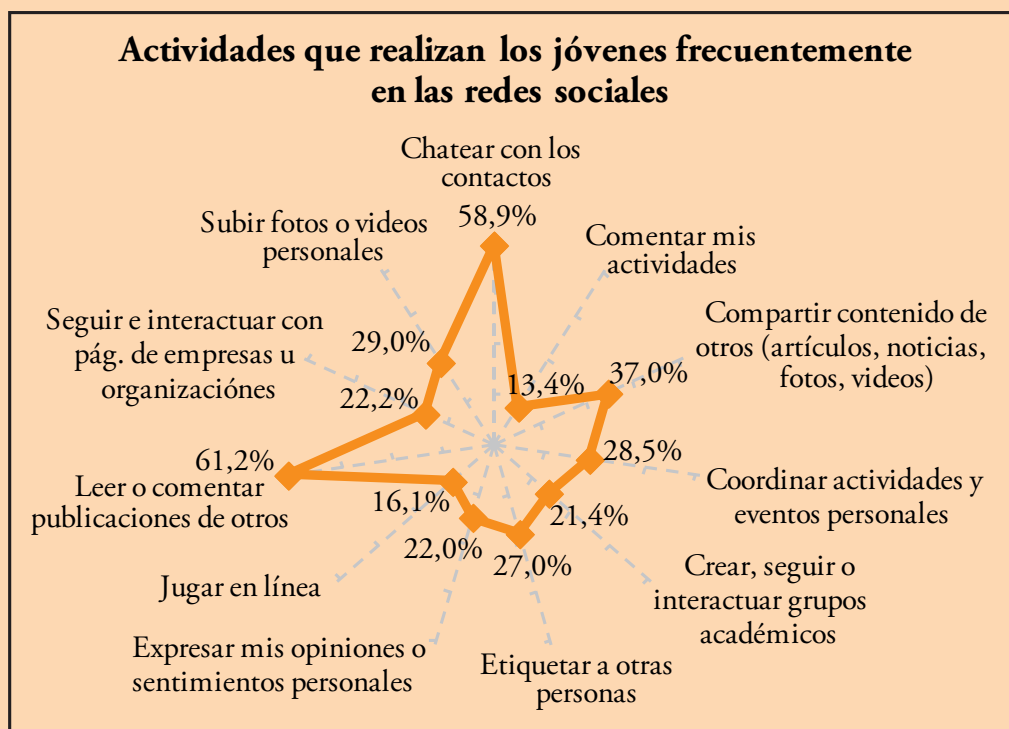 Actividades que realizan los jóvenes frecuentemente
en las redes sociales
Chatear con los
contactos
58,9%
Comentar mis
actividades
13,4%
Compartir contenido de
otros (artículos, noticias,
fotos, videos)
37,0%
Coordinar actividades y
eventos personales
28,5%
Crear, seguir o
interactuar grupos
académicos
21,4%
Etiquetar a otras
personas
27,0%
Expresar mis opiniones o
sentimientos personales
22,0%
Jugar en línea
16,1%
Leer o comentar
publicaciones de otros
61,2%
Seguir e interactuar con
pág. de empresas u
organizaciónes
22,2%
Subir fotos o videos
personales
29,0%